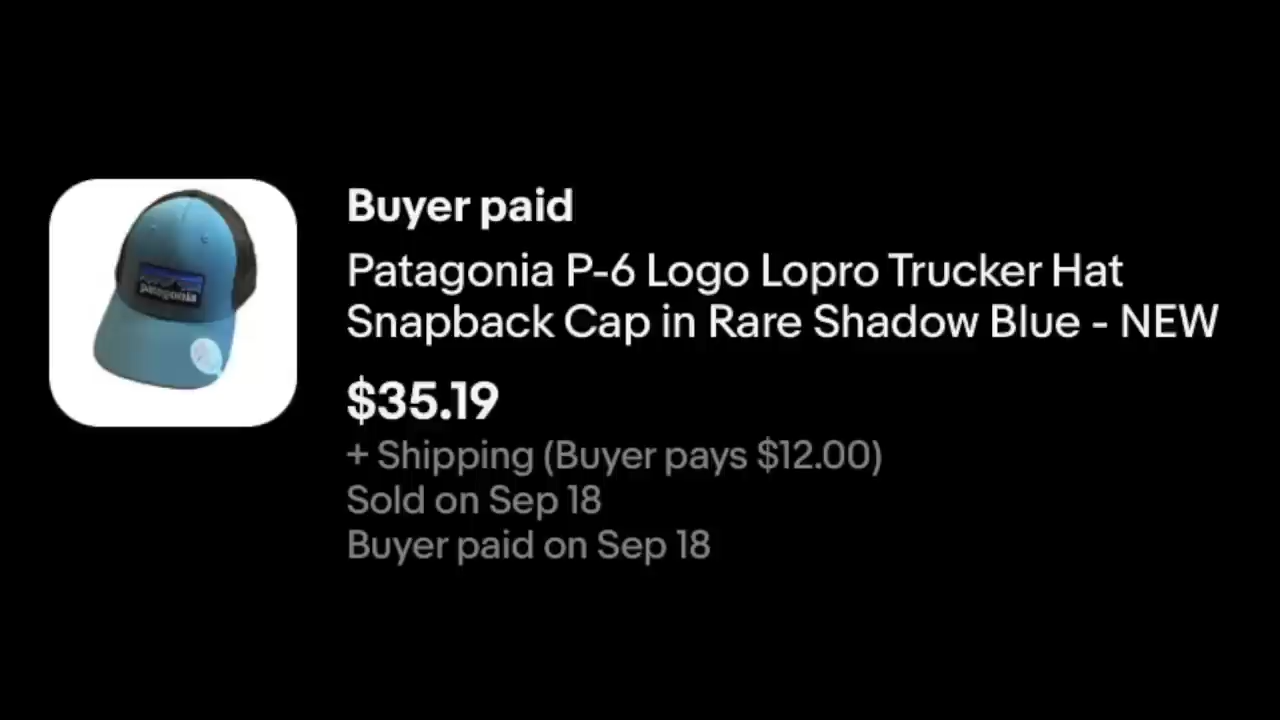 patagonia
Buyer paid
Patagonia P-6 Logo Lopro Trucker Hat
Snapback Cap in Rare Shadow Blue - NEW
$35.19
+ Shipping (Buyer pays $12.00)
Sold on Sep 18
Buyer paid on Sep 18